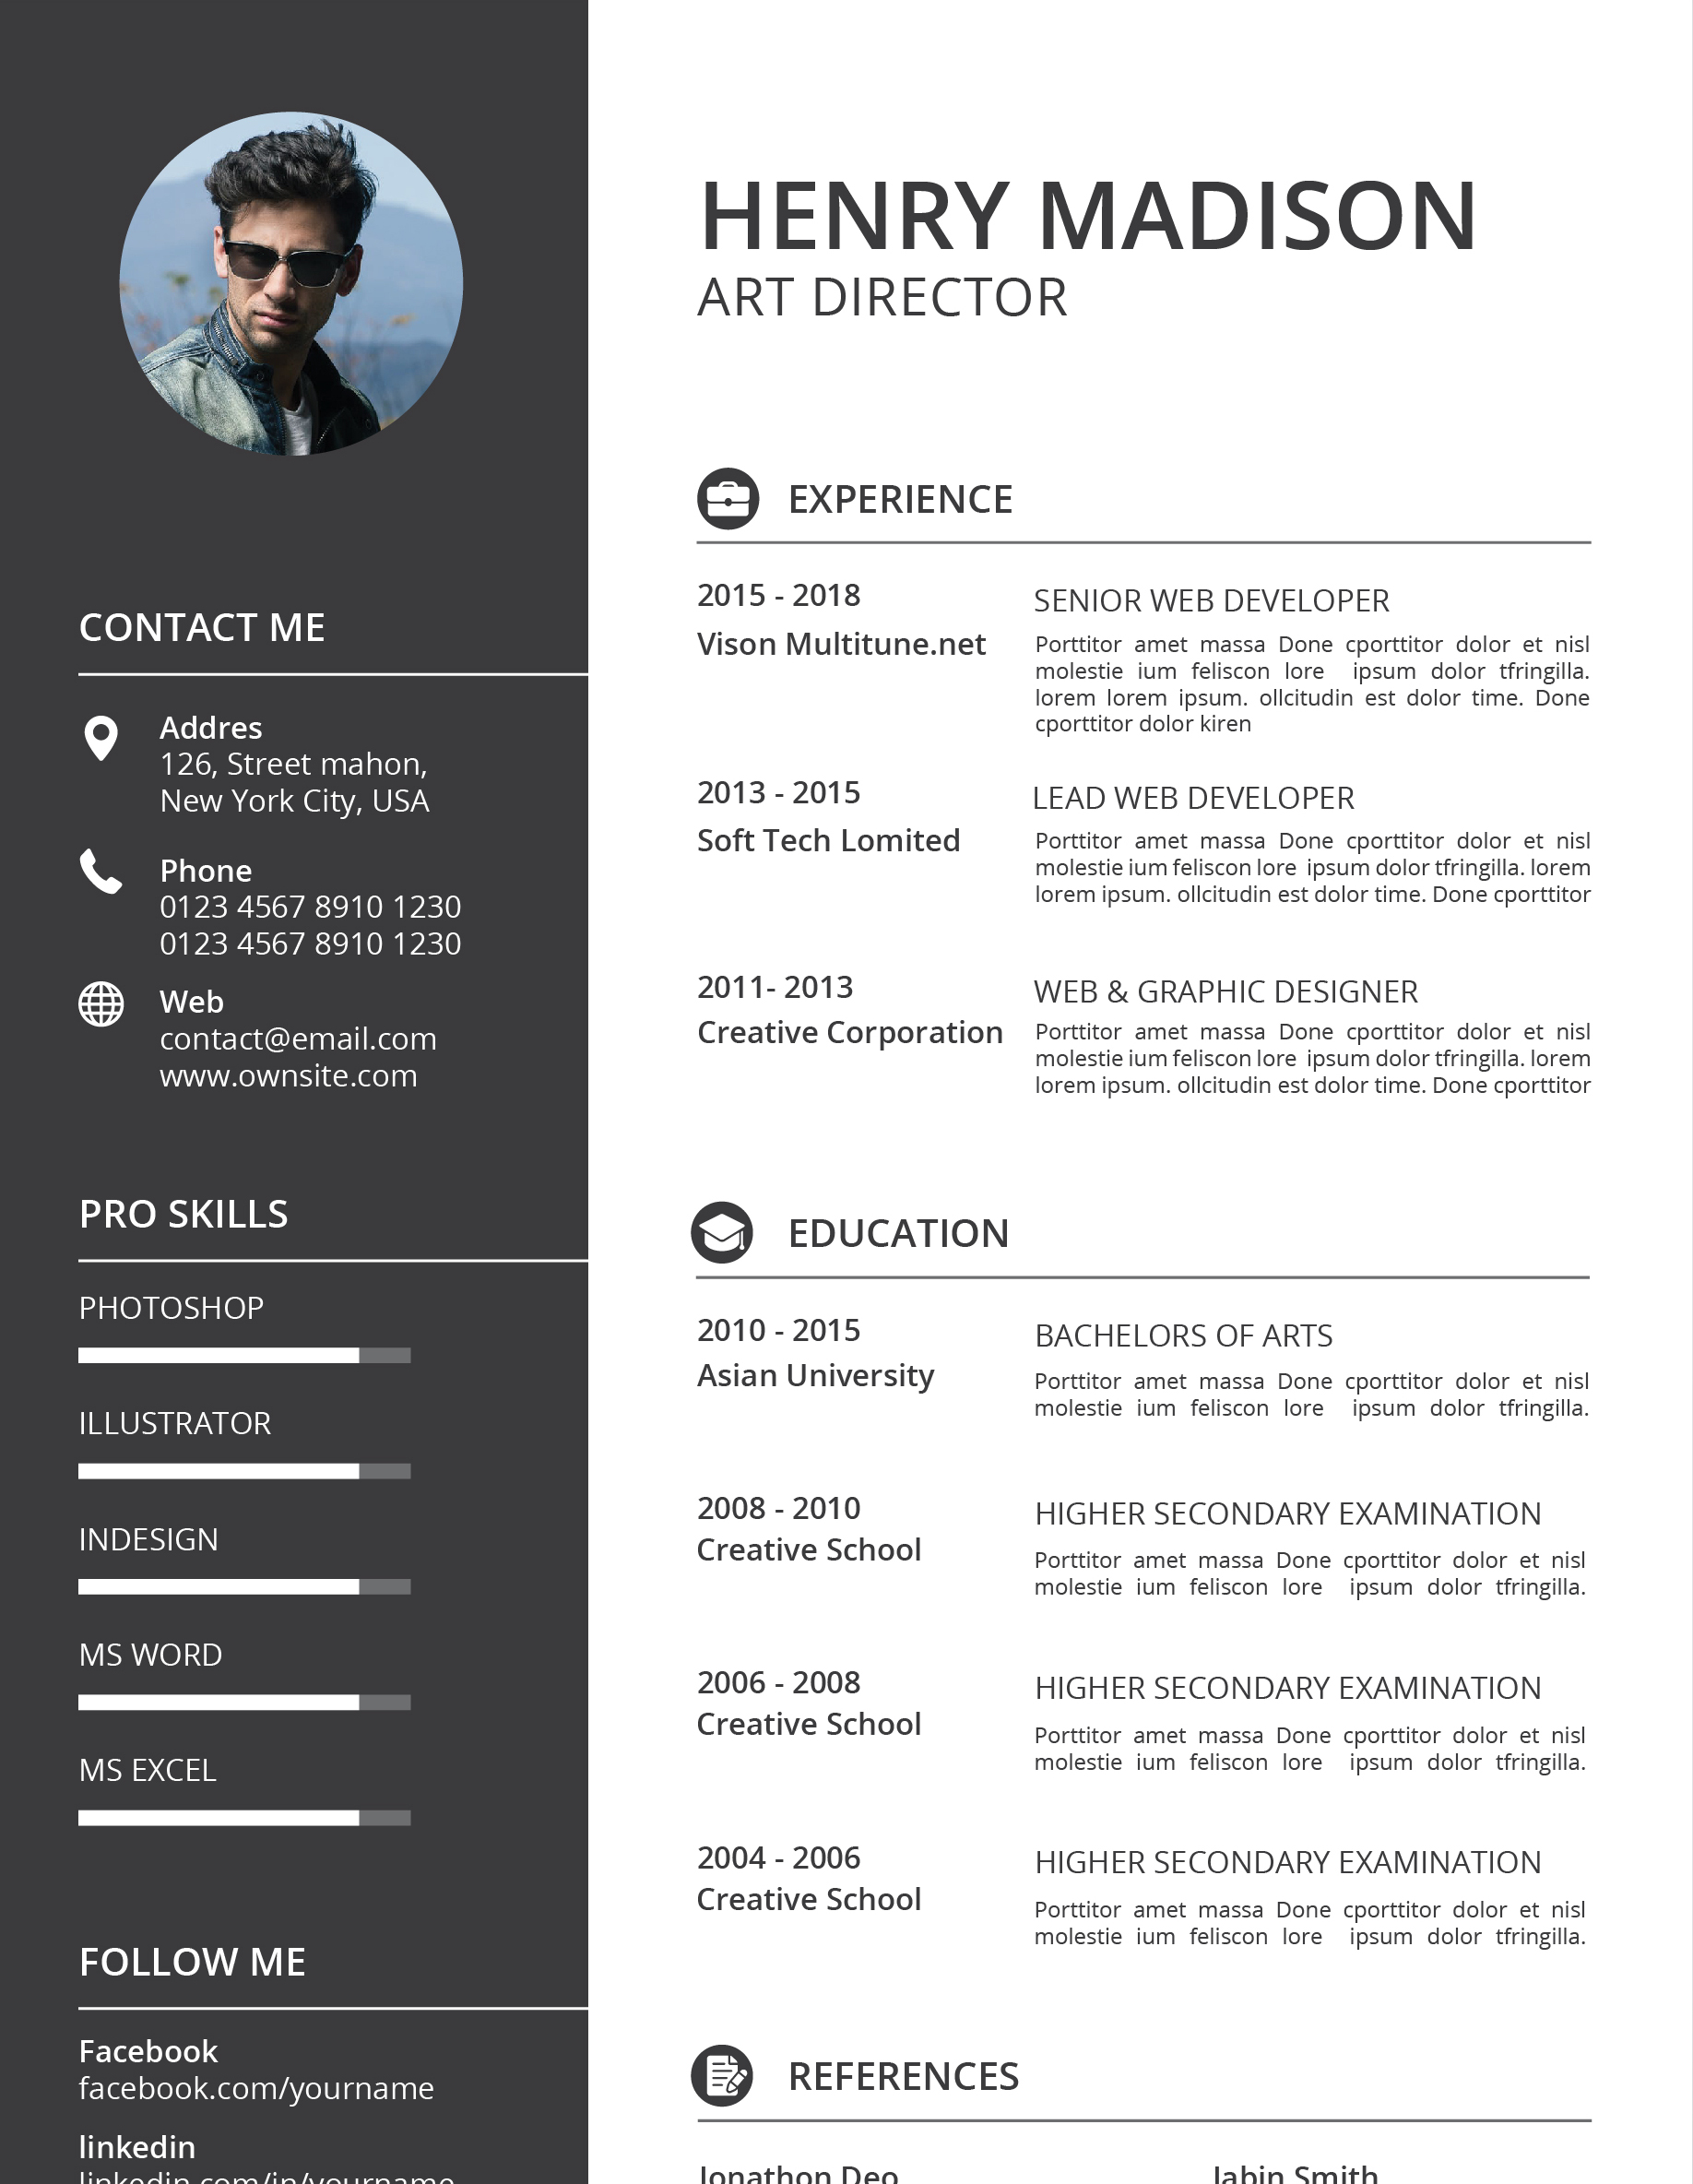 HENRY MADISON
ART DIRECTOR
CONTACT ME
Addres
126, Street mahon,
New York City, USA
Phone
0123 4567 8910 1230
0123 4567 8910 1230
Web
contact@email.com
www.ownsite.com
PRO SKILLS
PHOTOSHOP
ILLUSTRATOR
INDESIGN
MS WORD
MS EXCEL
FOLLOW ME
Facebook
facebook.com/yourname
linkedin
linkedin.com/in/yourname
EXPERIENCE
2015 - 2018
Vison Multitune.net
SENIOR WEB DEVELOPER
Porttitor amet massa Done cporttitor dolor et nisl
molestie ium feliscon lore ipsum dolor tfringilla.
lorem lorem ipsum. ollcitudin est dolor time. Done
cporttitor dolor kiren
2013 - 2015
Soft Tech Lomited
LEAD WEB DEVELOPER
Porttitor amet massa Done cporttitor dolor et nisl
molestie ium feliscon lore ipsum dolor tfringilla. lorem
lorem ipsum. ollcitudin est dolor time. Done cporttitor
2011- 2013
Creative Corporation
WEB & GRAPHIC DESIGNER
Porttitor amet massa Done cporttitor dolor et nisl
molestie ium feliscon lore ipsum dolor tfringilla. lorem
lorem ipsum. ollcitudin est dolor time. Done cporttitor
EDUCATION
2010 - 2015
Asian University
BACHELORS OF ARTS
Porttitor amet massa Done cporttitor dolor et nisl
molestie ium feliscon lore ipsum dolor tfringilla.
2008 - 2010
Creative School
HIGHER SECONDARY EXAMINATION
Porttitor amet massa Done cporttitor dolor et nisl
molestie ium feliscon lore ipsum dolor tfringilla.
2006 - 2008
Creative School
HIGHER SECONDARY EXAMINATION
Porttitor amet massa Done cporttitor dolor et nisl
molestie ium feliscon lore ipsum dolor tfringilla.
2004 - 2006
Creative School
HIGHER SECONDARY EXAMINATION
Porttitor amet massa Done cporttitor dolor et nisl
molestie ium feliscon lore ipsum dolor tfringilla.
REFERENCES
Jonathon Deo
Jabin Smith